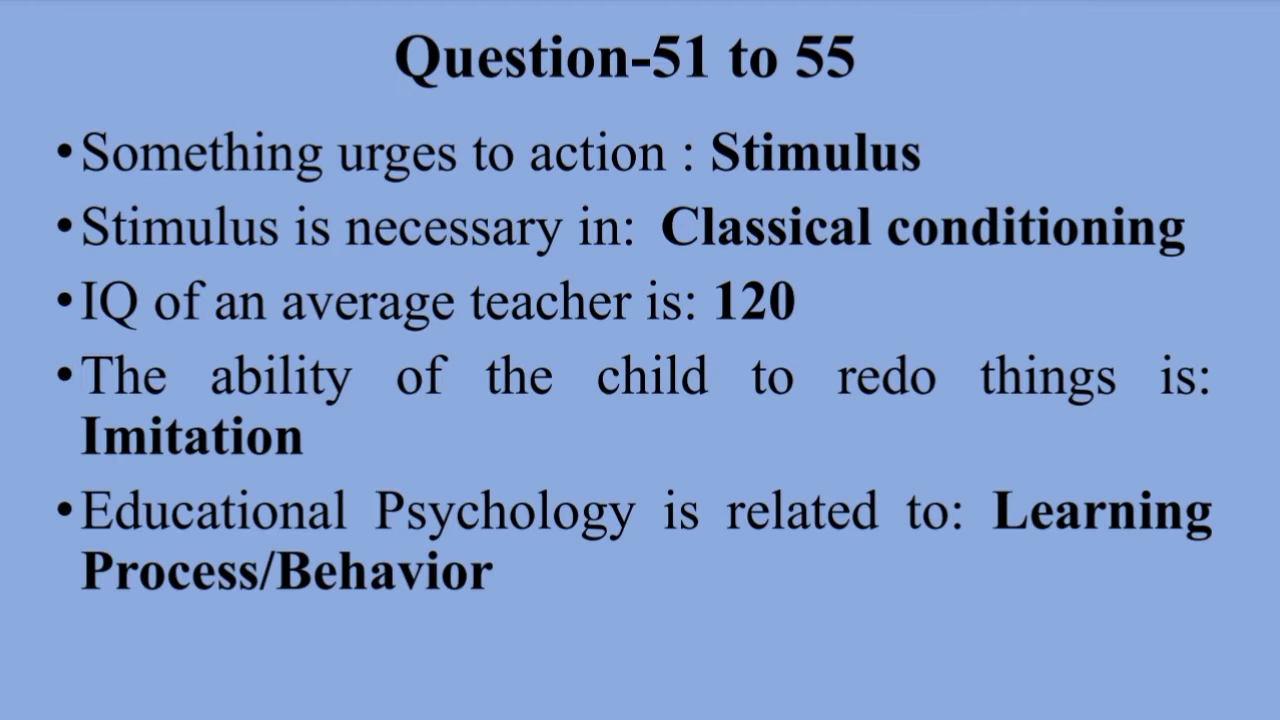 Question-51 to 55
•Something urges to action : Stimulus
•Stimulus is necessary in: Classical conditioning
•IQ of an average teacher is: 120
•The ability of the child to redo things is:
Imitation
•Educational Psychology is related to: Learning
Process/Behavior